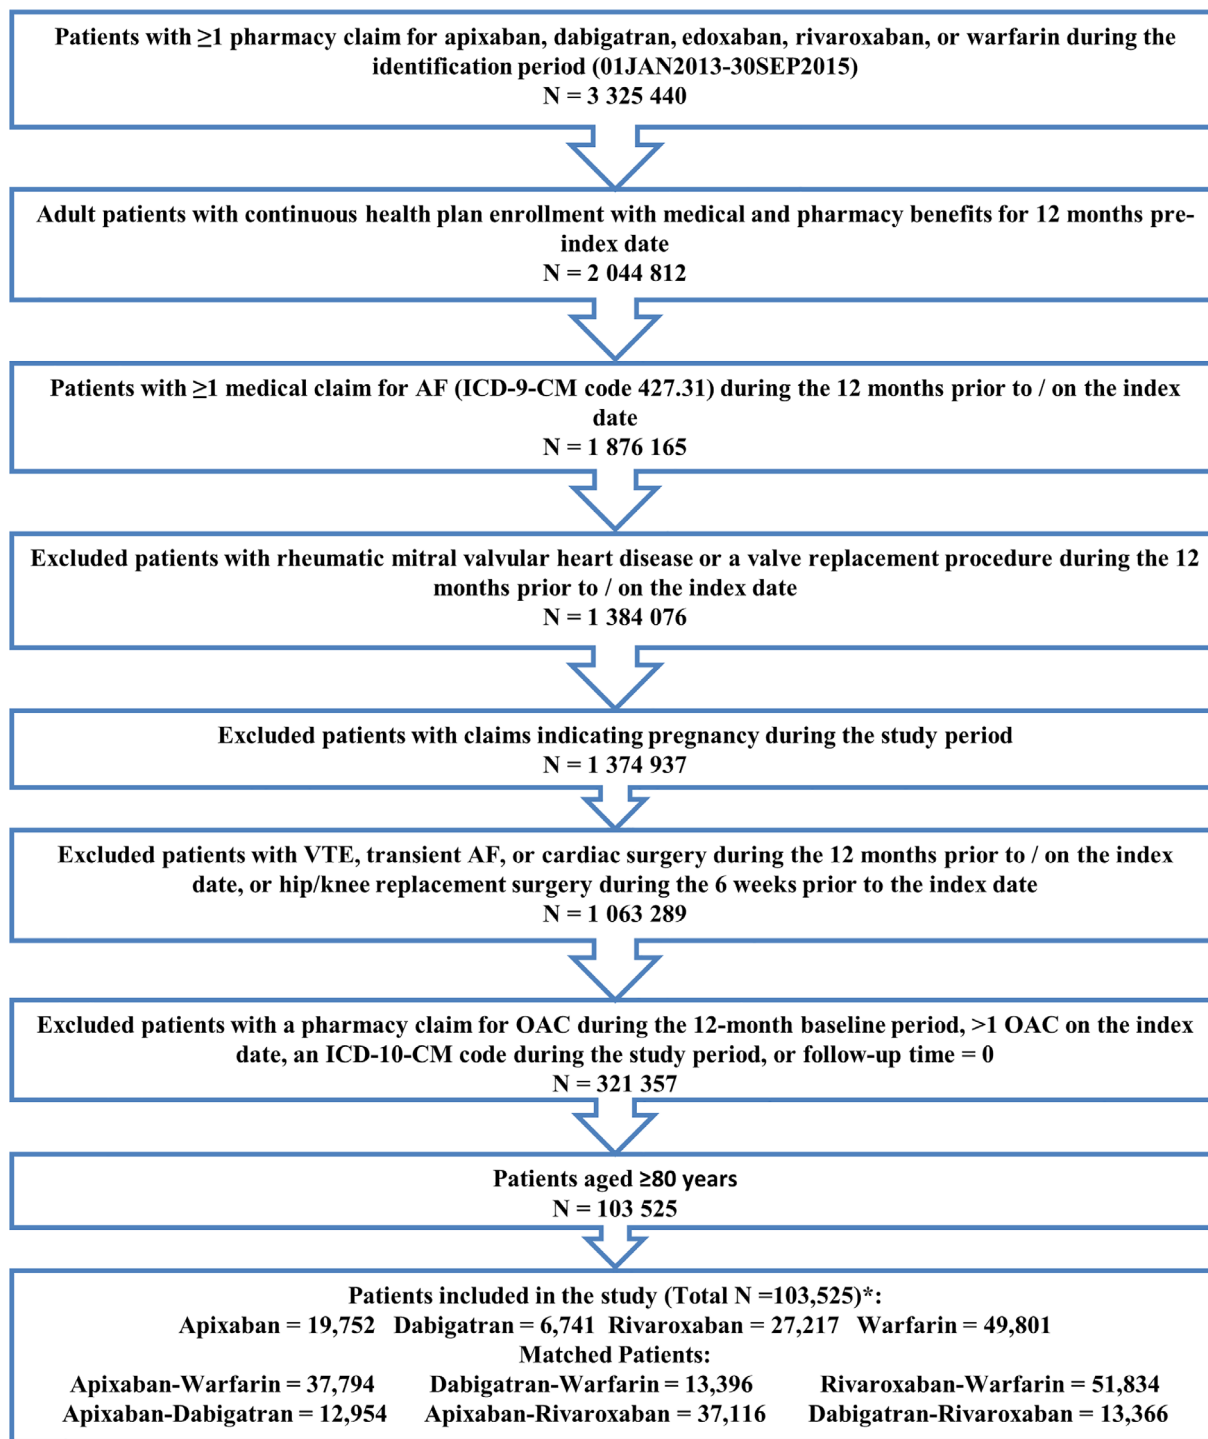 Patients with ≥1 pharmacy claim for apixaban, dabigatran, edoxaban, rivaroxaban, or warfarin during the
identification period (01JAN2013-30SEP2015)
N = 3 325 440
Adult patients with continuous health plan enrollment with medical and pharmacy benefits for 12 months pre-
index date
N = 2 044 812
Patients with ≥1 medical claim for AF (ICD-9-CM code 427.31) during the 12 months prior to / on the index
date
N = 1 876 165
Excluded patients with rheumatic mitral valvular heart disease or a valve replacement procedure during the 12
months prior to / on the index date
N = 1 384 076
Excluded patients with claims indicating pregnancy during the study period
N = 1 374 937
Excluded patients with VTE, transient AF, or cardiac surgery during the 12 months prior to / on the index
date, or hip/knee replacement surgery during the 6 weeks prior to the index date
N = 1 063 289
Excluded patients with a pharmacy claim for OAC during the 12-month baseline period, >1 OAC on the index
date, an ICD-10-CM code during the study period, or follow-up time = 0
N = 321 357
Patients aged ≥80 years
N = 103 525
Patients included in the study (Total N =103,525)*:
Apixaban = 19,752 Dabigatran = 6,741 Rivaroxaban = 27,217 Warfarin = 49,801
Matched Patients:
Apixaban-Warfarin = 37,794 Dabigatran-Warfarin = 13,396 Rivaroxaban-Warfarin = 51,834
Apixaban-Dabigatran = 12,954 Apixaban-Rivaroxaban = 37,116 Dabigatran-Rivaroxaban = 13,366